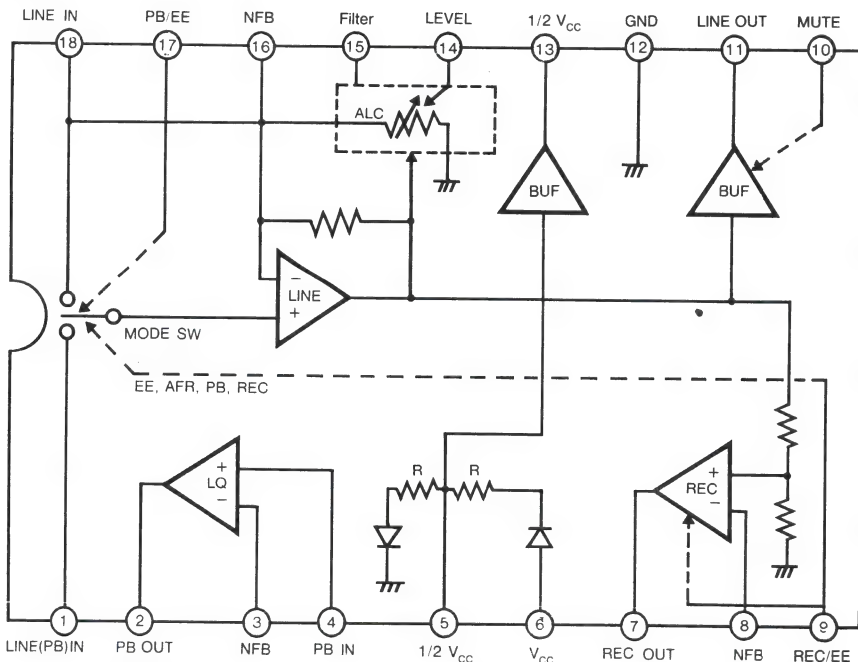 LINE IN PB/EE NFB Filter LEVEL 1/2 VCC GND LINE OUT MUTE
18 17 16 15 14 13 12 11 10
ALC
BUF BUF
− LINE +
MODE SW
EE, AFR, PB, REC
+ LQ −
R R
+ REC −
1 2 3 4 5 6 7 8 9
LINE(PB)IN PB OUT NFB PB IN 1/2 VCC VCC REC OUT NFB REC/EE